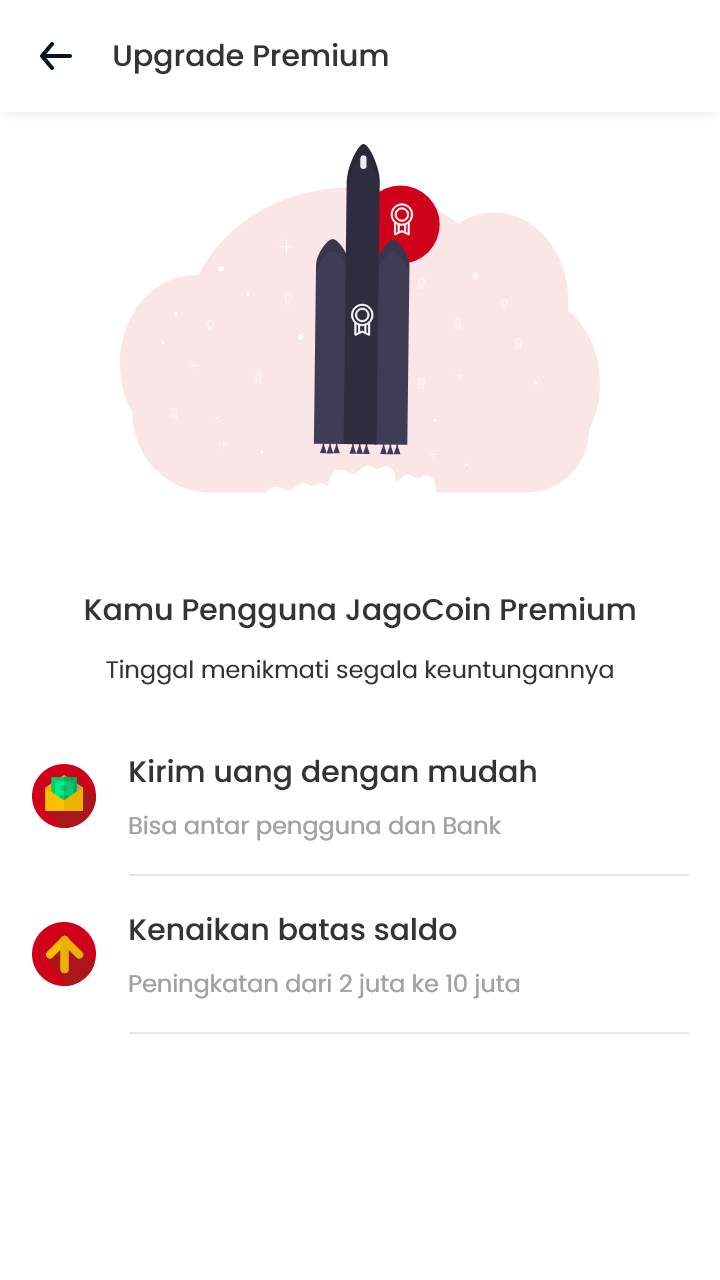 Upgrade Premium
Kamu Pengguna JagoCoin Premium
Tinggal menikmati segala keuntungannya
Kirim uang dengan mudah
Bisa antar pengguna dan Bank
Kenaikan batas saldo
Peningkatan dari 2 juta ke 10 juta